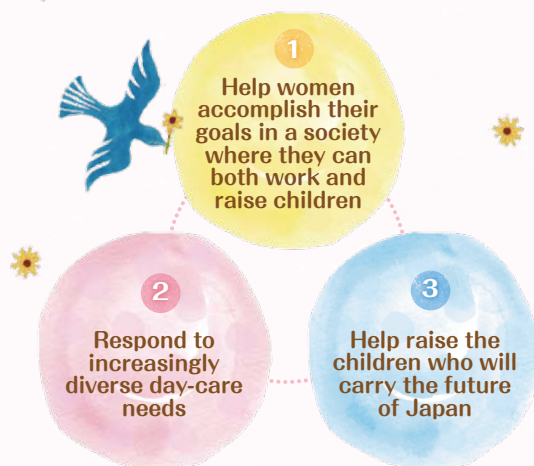 1
Help women
accomplish their
goals in a society
where they can
both work and
raise children
2
Respond to
increasingly
diverse day-care
needs
3
Help raise the
children who will
carry the future
of Japan